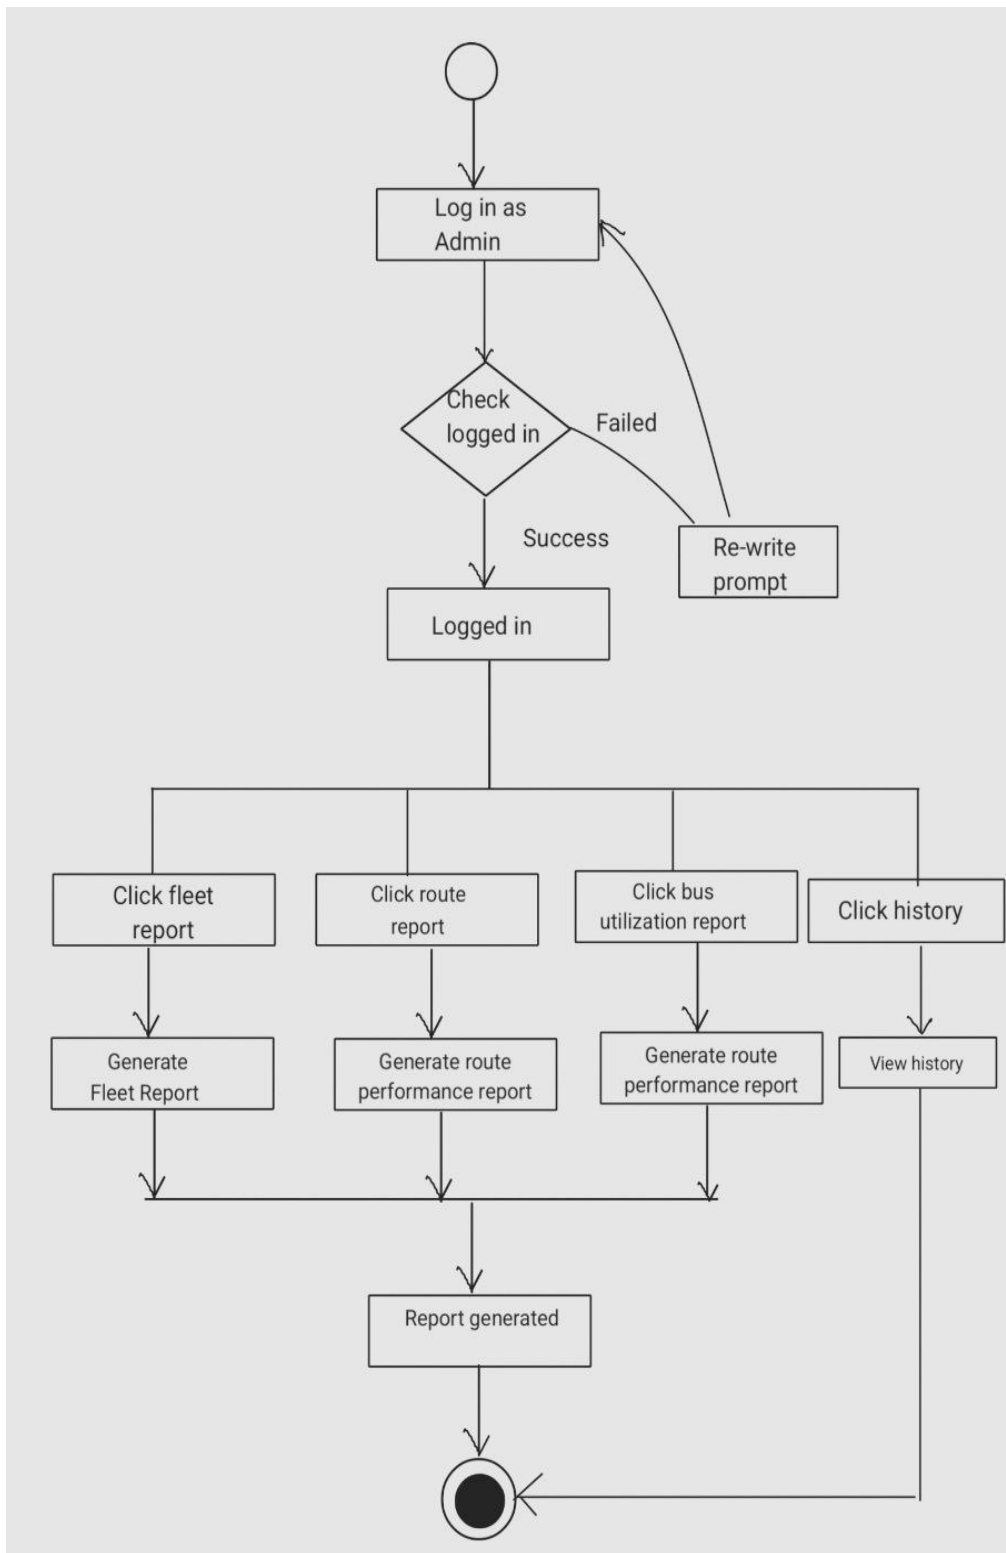 Log in as
Admin
Check
logged in
Failed
Success
Re-write
prompt
Logged in
Click fleet
report
Click route
report
Click bus
utilization report
Click history
Generate
Fleet Report
Generate route
performance report
Generate route
performance report
View history
Report generated